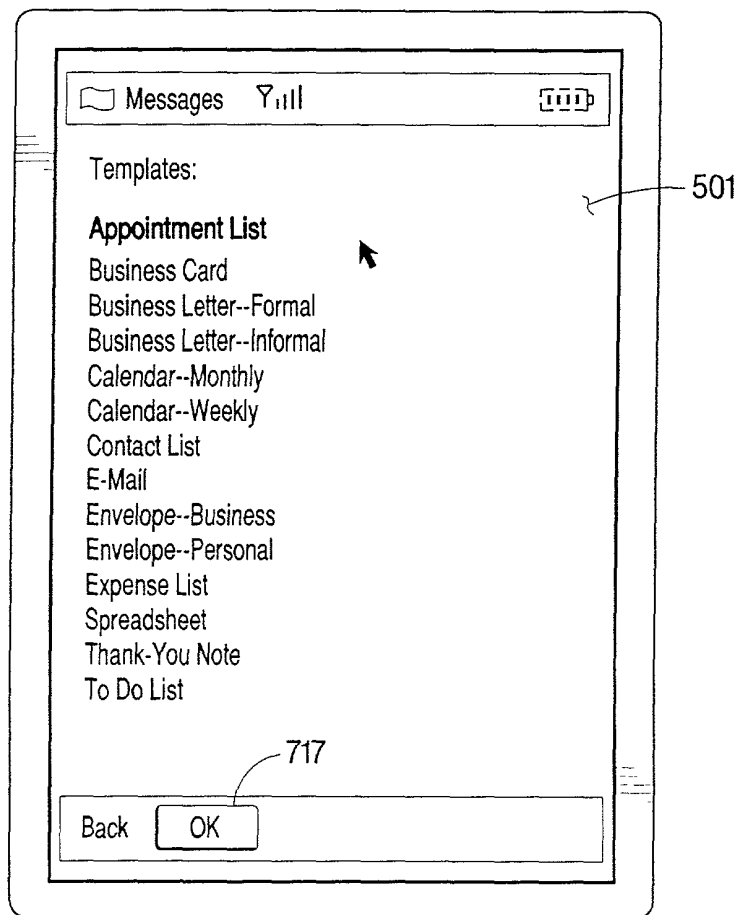 Messages
Templates:
501
Appointment List
Business Card
Business Letter--Formal
Business Letter--Informal
Calendar--Monthly
Calendar--Weekly
Contact List
E-Mail
Envelope--Business
Envelope--Personal
Expense List
Spreadsheet
Thank-You Note
To Do List
717
Back OK